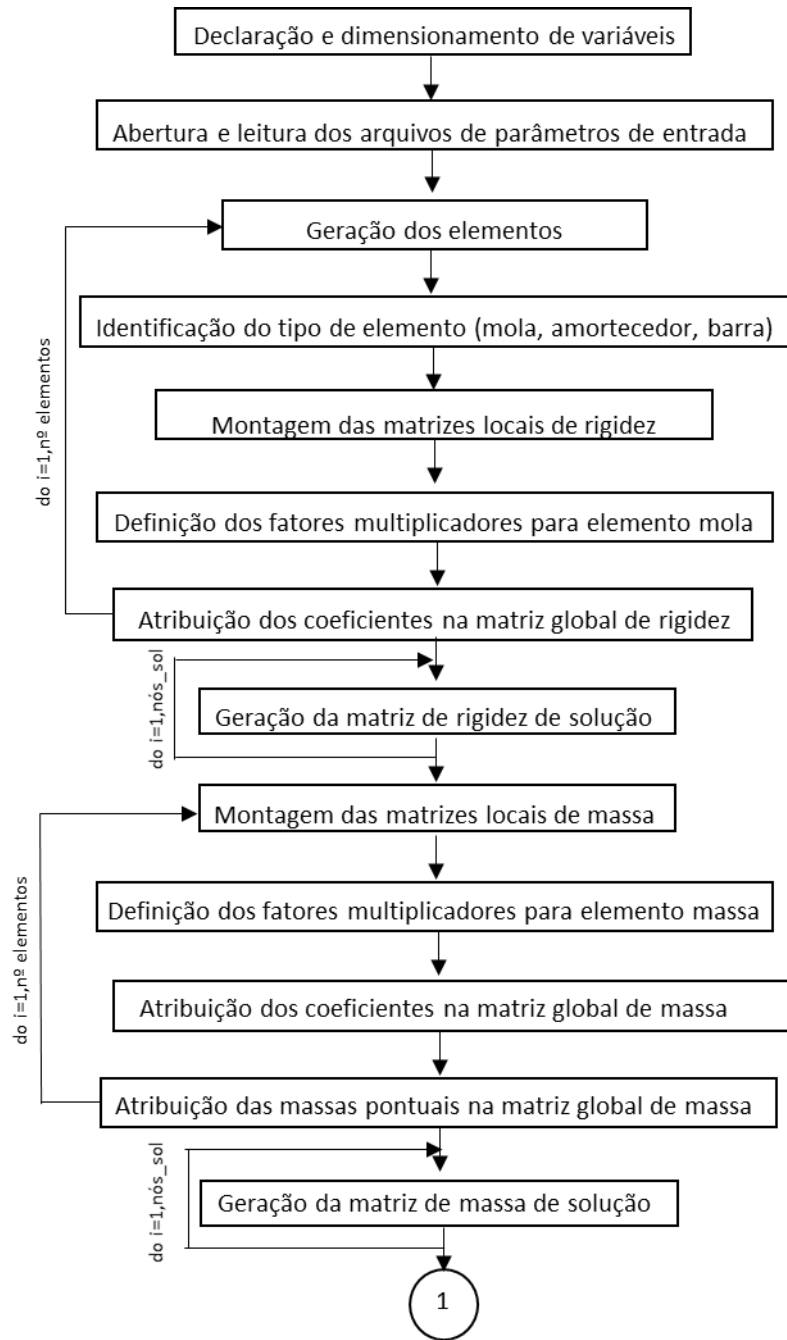 Declaração e dimensionamento de variáveis
Abertura e leitura dos arquivos de parâmetros de entrada
Geração dos elementos
Identificação do tipo de elemento (mola, amortecedor, barra)
Montagem das matrizes locais de rigidez
do i=1,nº elementos
Definição dos fatores multiplicadores para elemento mola
Atribuição dos coeficientes na matriz global de rigidez
do i=1,nós_sol
Geração da matriz de rigidez de solução
Montagem das matrizes locais de massa
do i=1,nº elementos
Definição dos fatores multiplicadores para elemento massa
Atribuição dos coeficientes na matriz global de massa
Atribuição das massas pontuais na matriz global de massa
do i=1,nós_sol
Geração da matriz de massa de solução
1